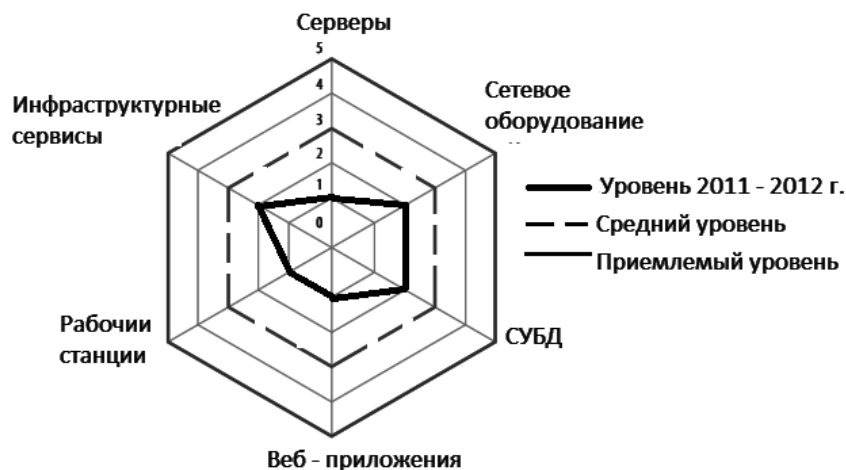 Серверы
5
4
3
2
1
0
Инфраструктурные
сервисы
Сетевое
оборудование
Уровень 2011 - 2012 г.
Средний уровень
Приемлемый уровень
Рабочии
станции
СУБД
Веб - приложения